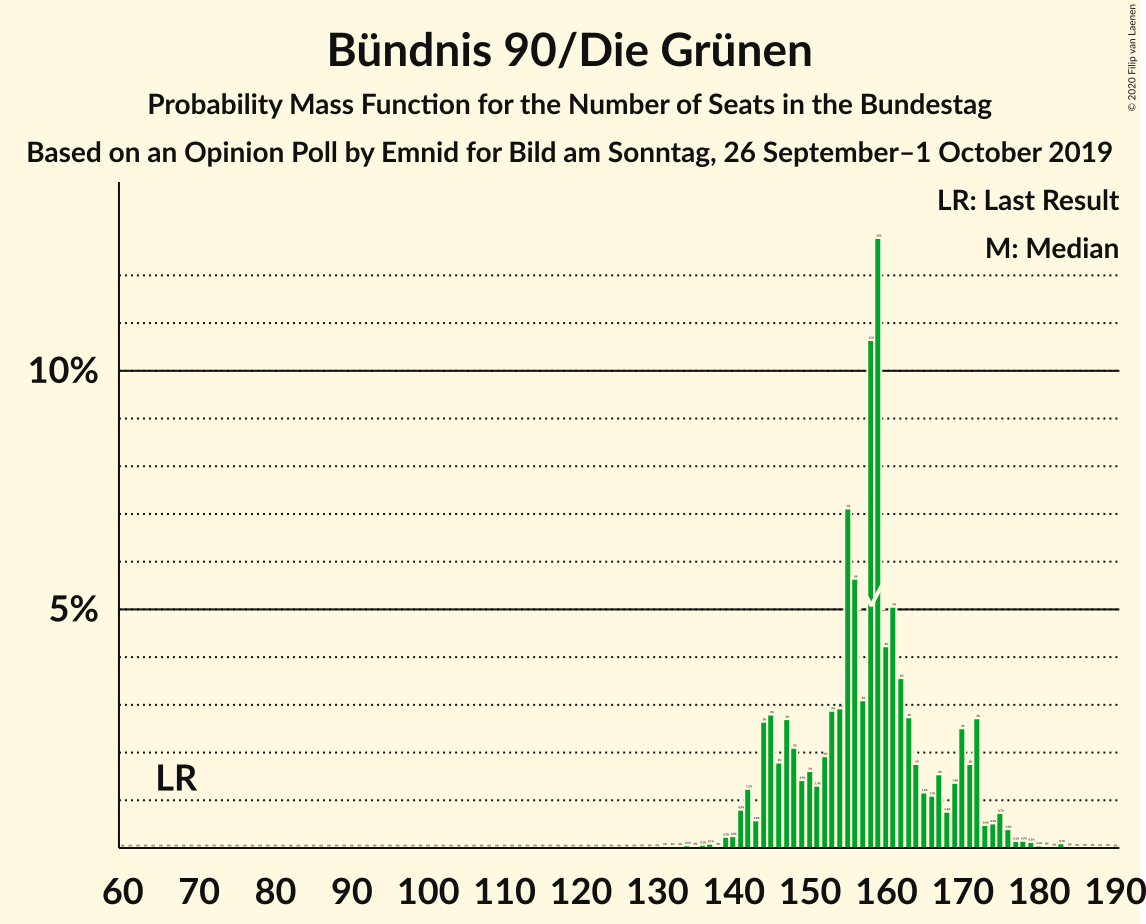 Bündnis 90/Die Grünen
Probability Mass Function for the Number of Seats in the Bundestag
Based on an Opinion Poll by Emnid for Bild am Sonntag, 26 September–1 October 2019
© 2020 Filip van Laenen
LR: Last Result
M: Median
10%
5%
LR
60 70 80 90 100 110 120 130 140 150 160 170 180 190